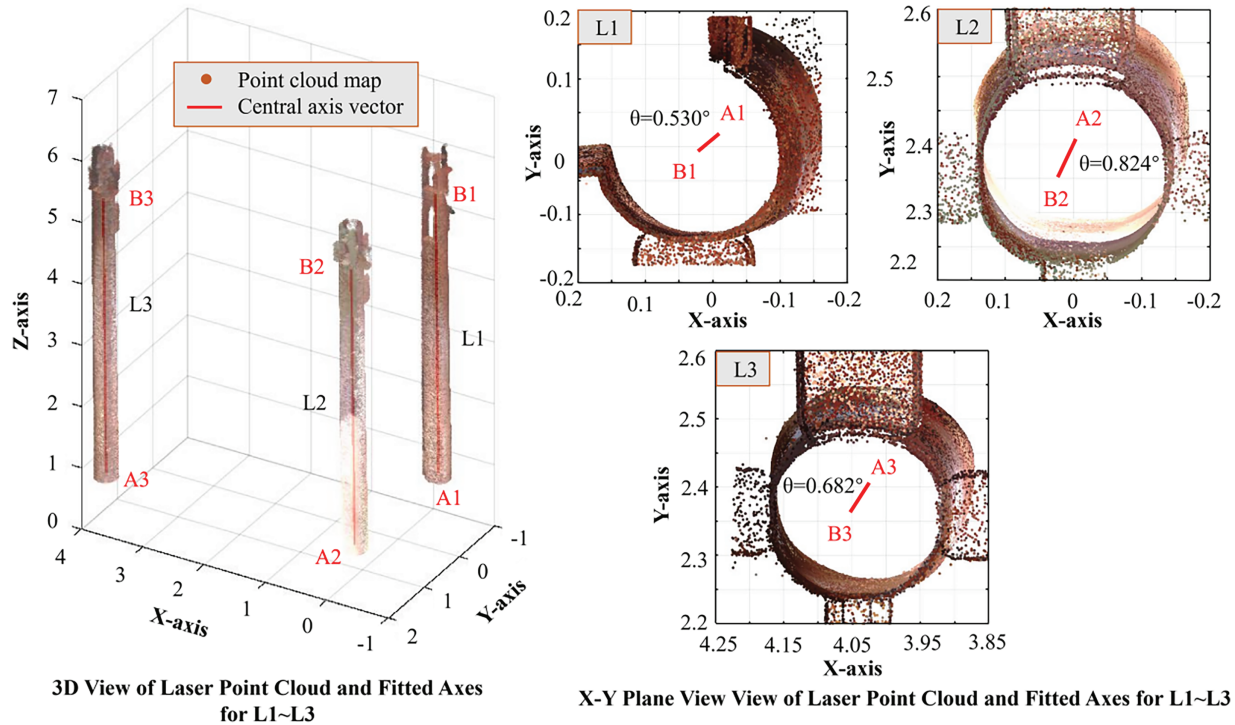 Point cloud map
Central axis vector
7
6
5
4
3
2
1
0
Z-axis
B3
B1
B2
L3
L1
L2
A3
A1
A2
4
3
2
1
0
-1
X-axis
-1
0
1
2
Y-axis
3D View of Laser Point Cloud and Fitted Axes
for L1~L3
L1
0.2
0.1
0
-0.1
-0.2
Y-axis
θ=0.530°
A1
B1
0.2 0.1 0 -0.1 -0.2
X-axis
L2
2.6
2.5
2.4
2.3
2.2
Y-axis
A2
θ=0.824°
B2
0.2 0.1 0 -0.1 -0.2
X-axis
L3
2.6
2.5
2.4
2.3
2.2
Y-axis
A3
θ=0.682°
B3
4.25 4.15 4.05 3.95 3.85
X-axis
X-Y Plane View View of Laser Point Cloud and Fitted Axes for L1~L3